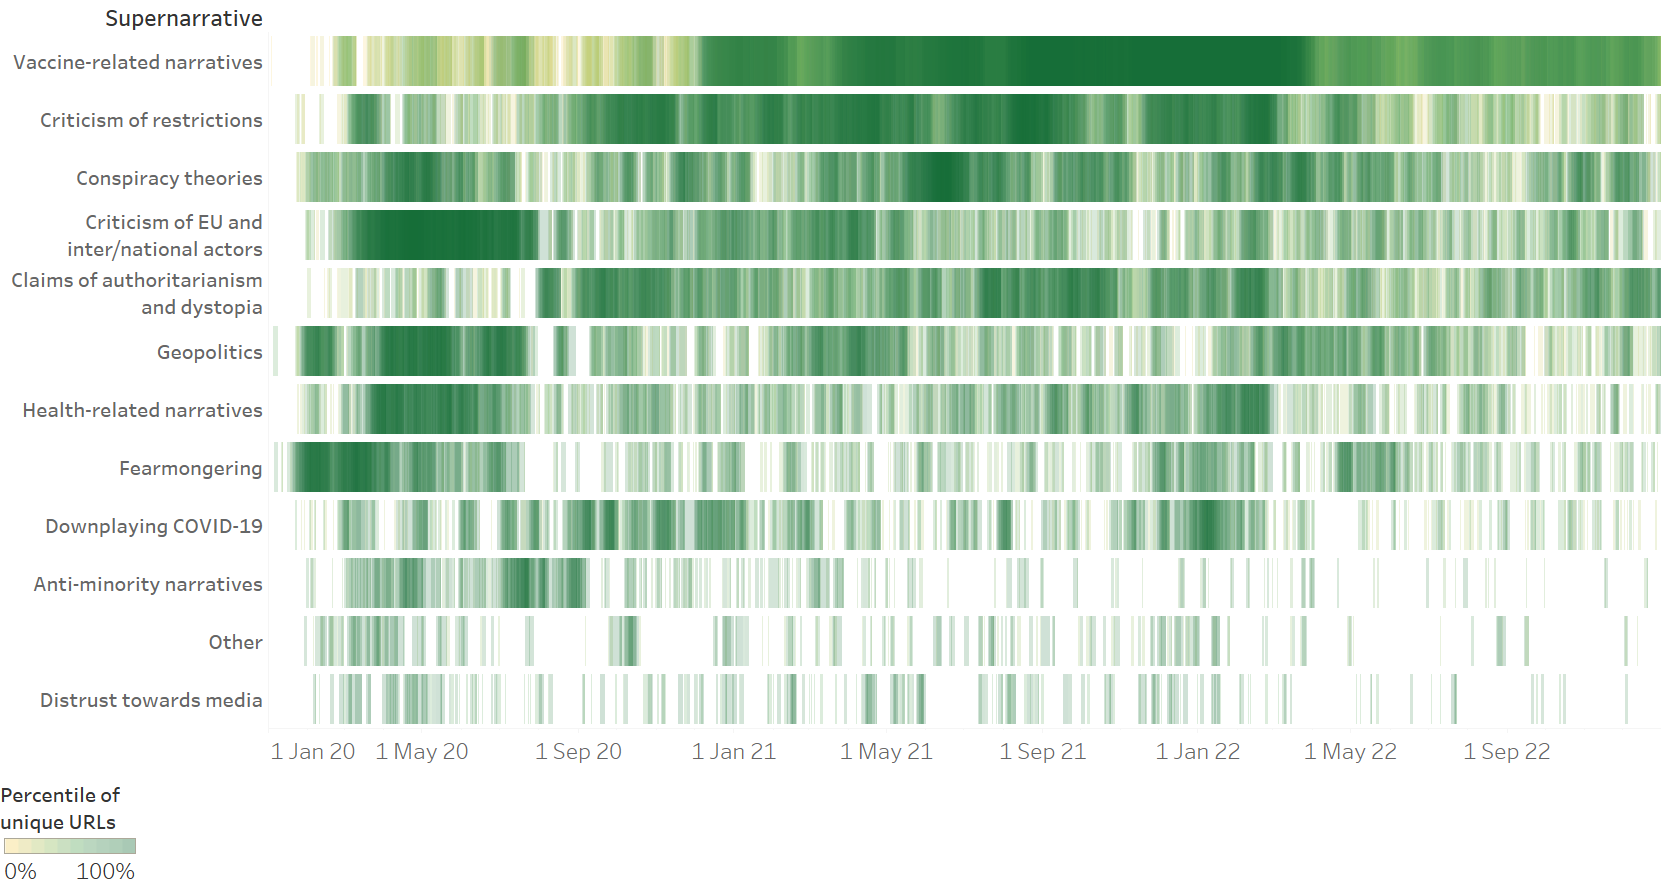 Supernarrative
Vaccine-related narratives
Criticism of restrictions
Conspiracy theories
Criticism of EU and
inter/national actors
Claims of authoritarianism
and dystopia
Geopolitics
Health-related narratives
Fearmongering
Downplaying COVID-19
Anti-minority narratives
Other
Distrust towards media
1 Jan 20 1 May 20 1 Sep 20 1 Jan 21 1 May 21 1 Sep 21 1 Jan 22 1 May 22 1 Sep 22
Percentile of
unique URLs
0% 100%